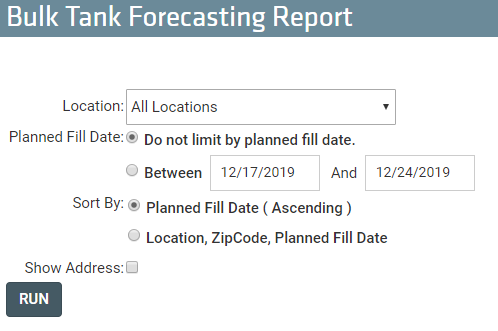 Bulk Tank Forecasting Report
Location: All Locations
Planned Fill Date: Do not limit by planned fill date.
Between 12/17/2019 And 12/24/2019
Sort By: Planned Fill Date ( Ascending )
Location, ZipCode, Planned Fill Date
Show Address:
RUN